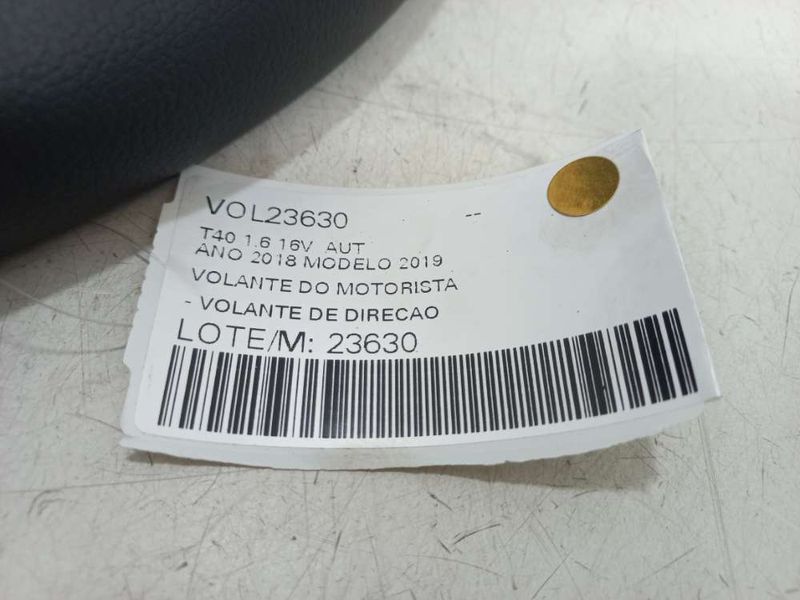 VOL23630 --
T40 1.6 16V AUT
ANO 2018 MODELO 2019
VOLANTE DO MOTORISTA
- VOLANTE DE DIRECAO
LOTE/M: 23630